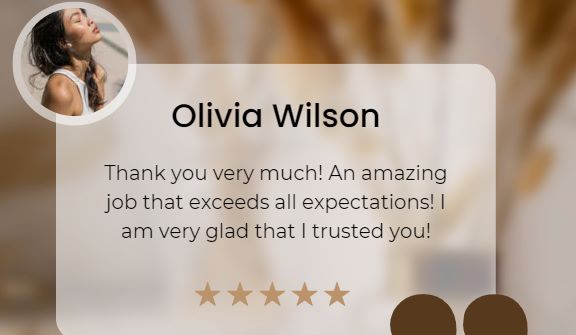 Olivia Wilson
Thank you very much! An amazing
job that exceeds all expectations! I
am very glad that I trusted you!